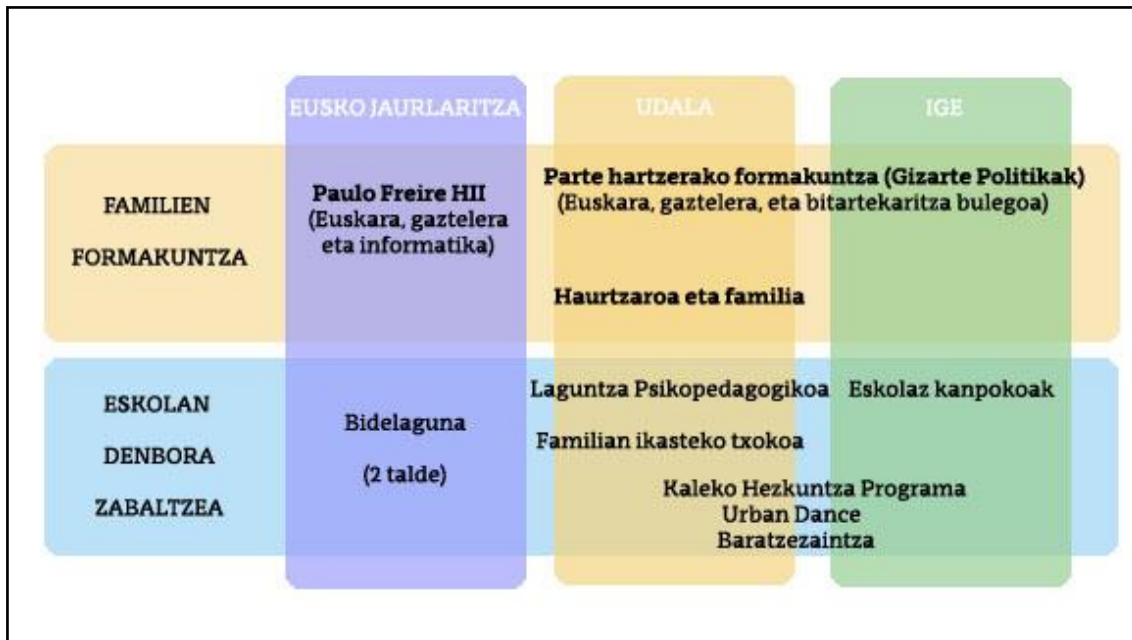 EUSKO JAURLARITZA
UDALA
IGE
FAMILIEN
FORMAKUNTZA
Paulo Freire HII
(Euskara, gaztelera
eta informatika)
Parte hartzerako formakuntza (Gizarte Politikak)
(Euskara, gaztelera, eta bitartekaritza bulegoa)
Haurtzaroa eta familia
ESKOLAN
DENBORA
ZABALTZEA
Bidelaguna
(2 talde)
Laguntza Psikopedagogikoa
Eskolaz kanpokoak
Familian ikasteko txokoa
Kaleko Hezkuntza Programa
Urban Dance
Baratzezaintza